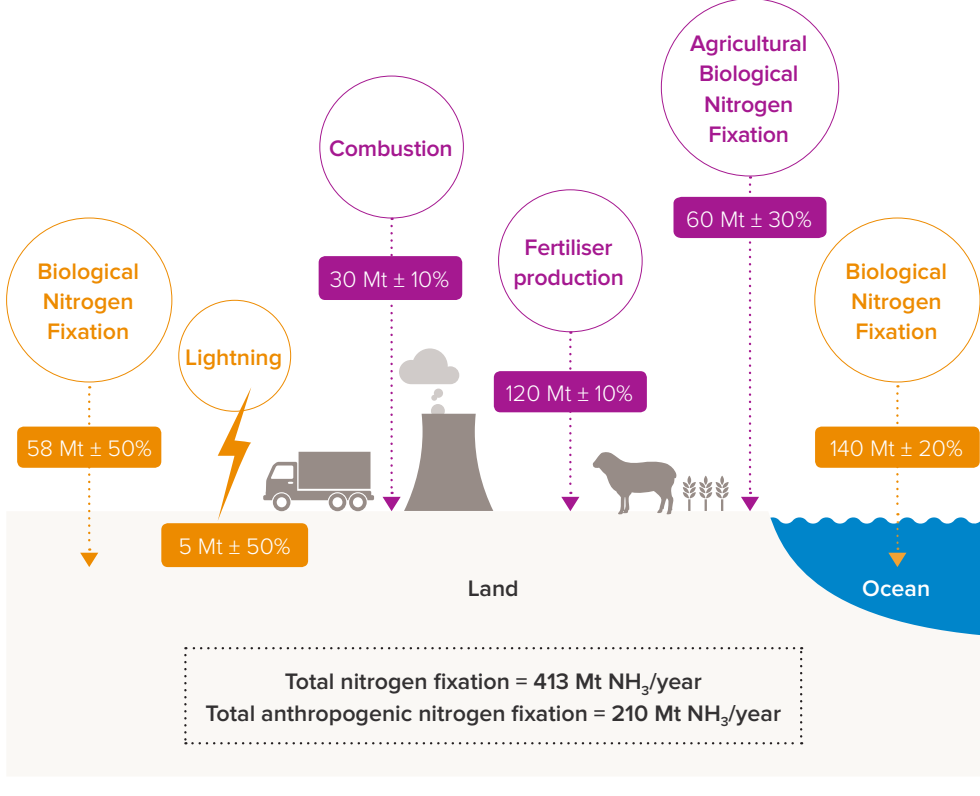 Biological
Nitrogen
Fixation
58 Mt ± 50%
Lightning
5 Mt ± 50%
Combustion
30 Mt ± 10%
Fertiliser
production
120 Mt ± 10%
Agricultural
Biological
Nitrogen
Fixation
60 Mt ± 30%
Biological
Nitrogen
Fixation
140 Mt ± 20%
Land
Ocean
Total nitrogen fixation = 413 Mt NH₃/year
Total anthropogenic nitrogen fixation = 210 Mt NH₃/year